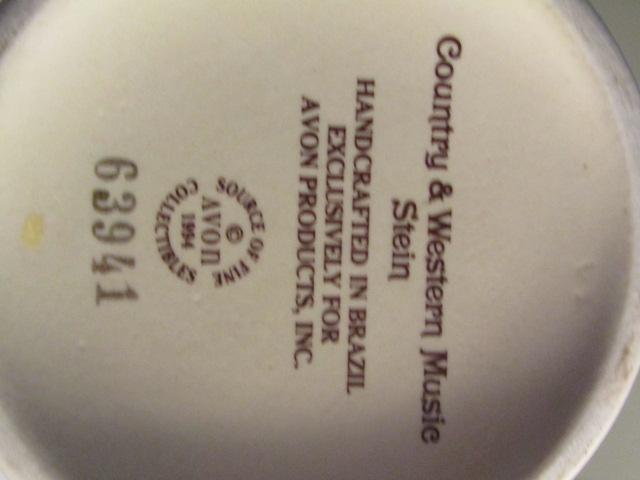 Country & Western Music
Stein
HANDCRAFTED IN BRAZIL
EXCLUSIVELY FOR
AVON PRODUCTS, INC.
SOURCE OF FINE
©
AVON
1994
COLLECTIBLES
63941